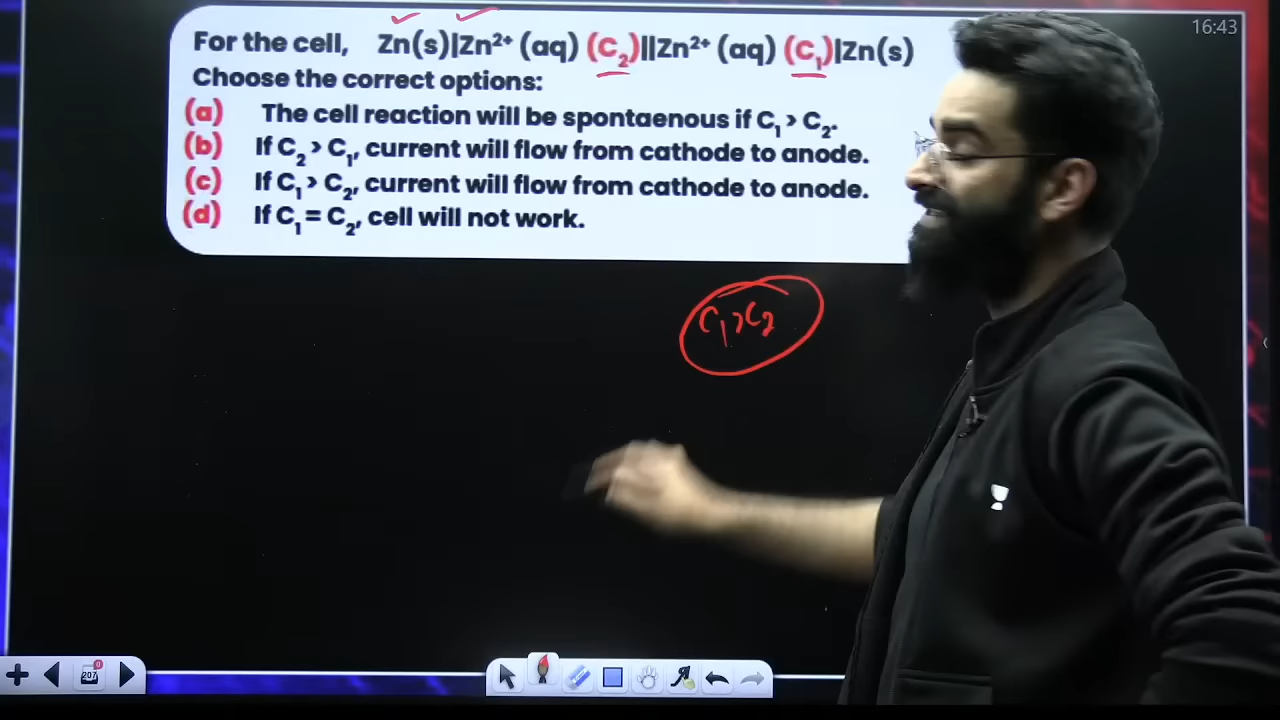 16:43
For the cell, Zn(s)|Zn²⁺ (aq) (C₂)||Zn²⁺ (aq) (C₁)|Zn(s)
Choose the correct options:
(a) The cell reaction will be spontaenous if C₁ > C₂.
(b) If C₂ > C₁, current will flow from cathode to anode.
(c) If C₁ > C₂, current will flow from cathode to anode.
(d) If C₁ = C₂, cell will not work.
C₁>C₂
207
0